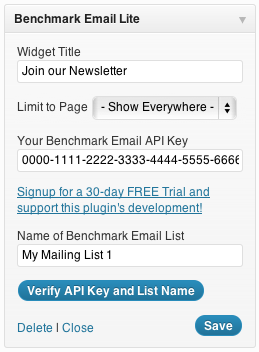 Benchmark Email Lite
Widget Title
Join our Newsletter
Limit to Page - Show Everywhere -
Your Benchmark Email API Key
0000-1111-2222-3333-4444-5555-6666
Signup for a 30-day FREE Trial and
support this plugin's development!
Name of Benchmark Email List
My Mailing List 1
Verify API Key and List Name
Delete | Close Save